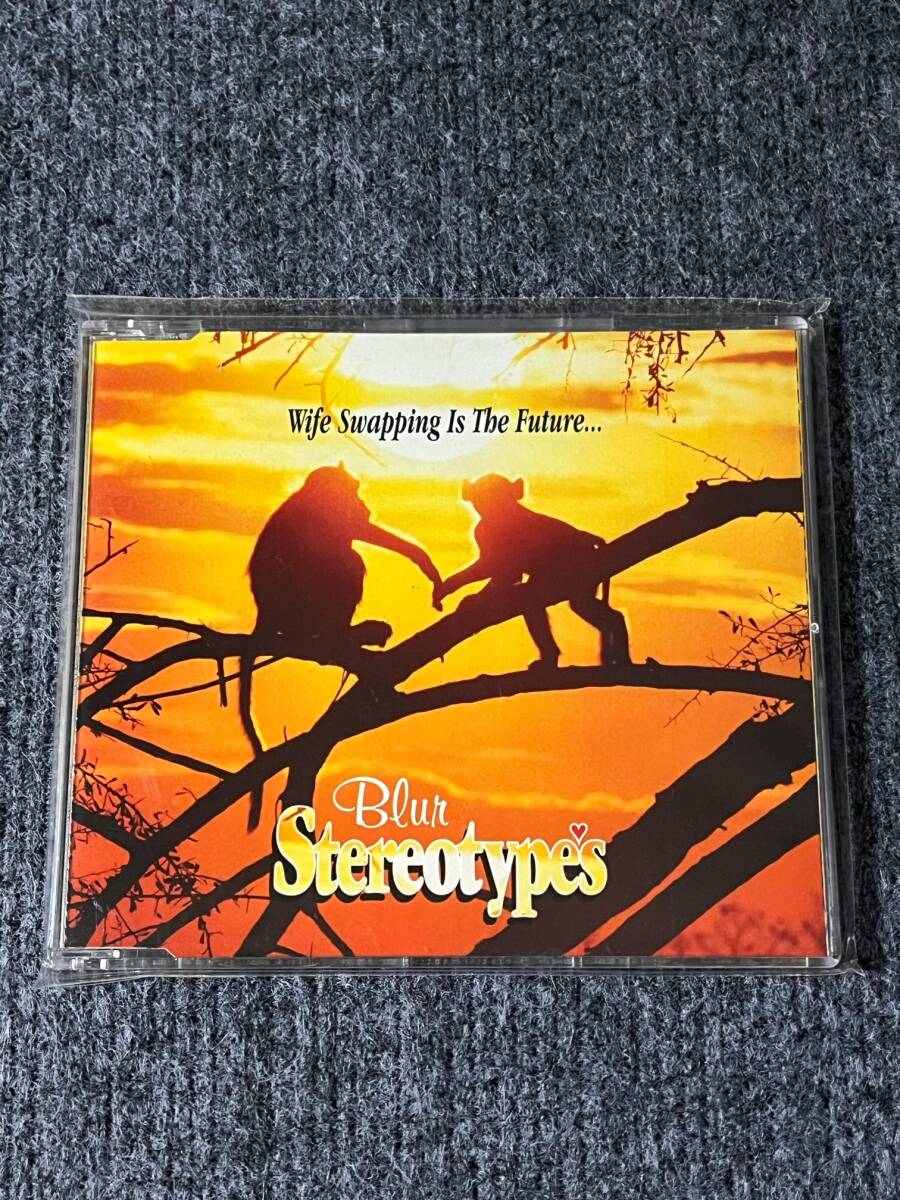 Wife Swapping Is The Future...
Blur
Stereotypes